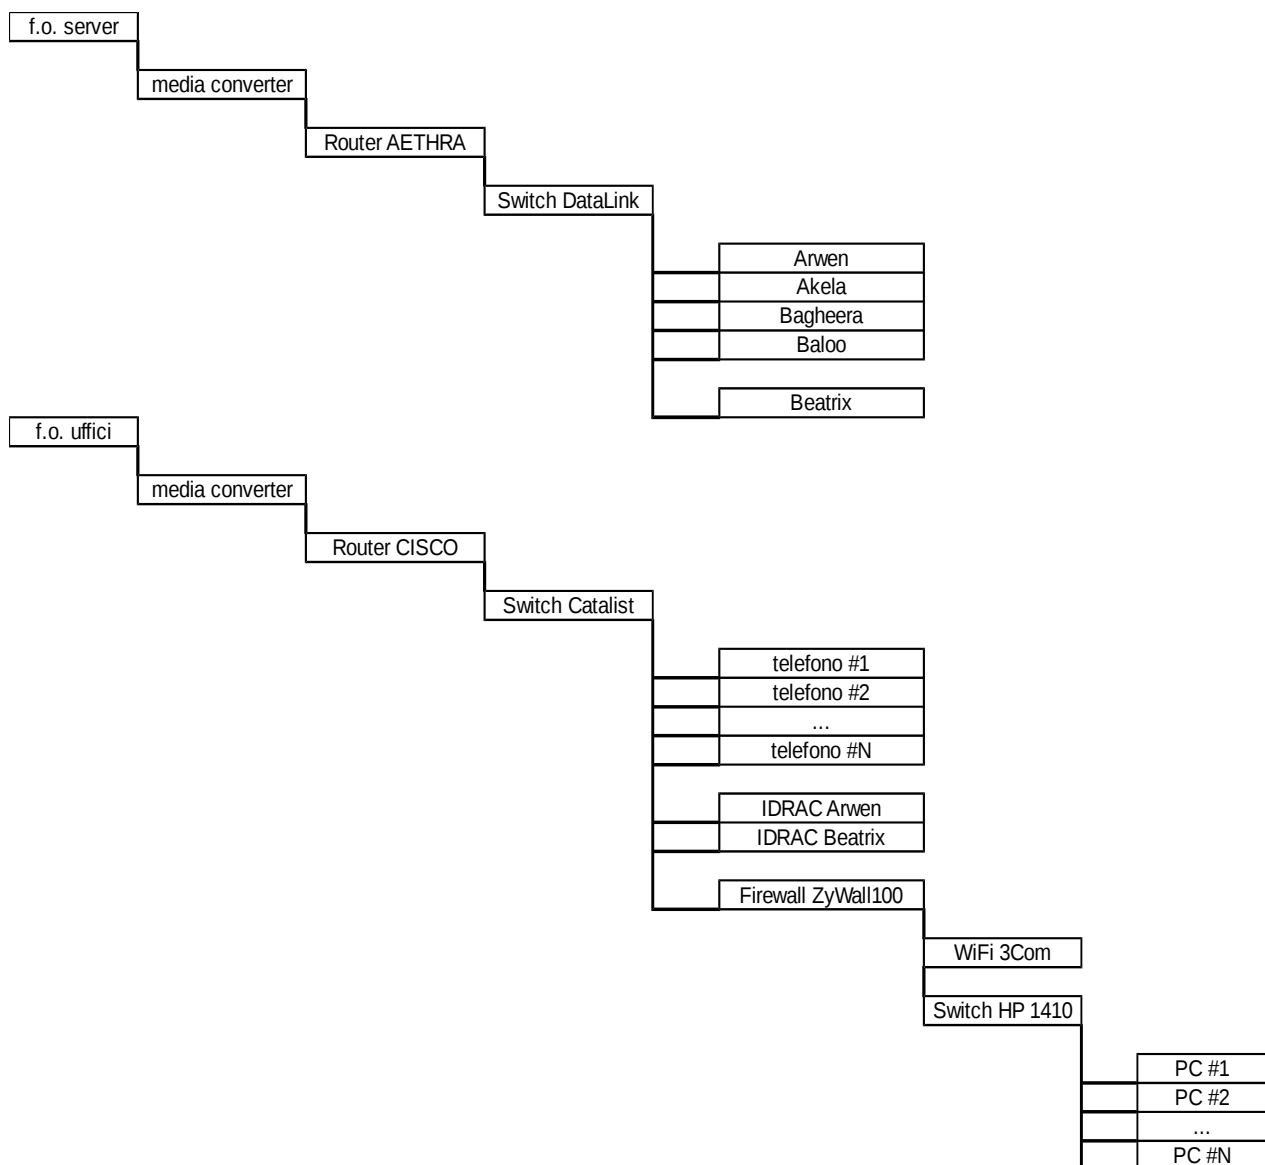 f.o. server
media converter
Router AETHRA
Switch DataLink
Arwen
Akela
Bagheera
Baloo
Beatrix
f.o. uffici
media converter
Router CISCO
Switch Catalist
telefono #1
telefono #2
...
telefono #N
IDRAC Arwen
IDRAC Beatrix
Firewall ZyWall100
WiFi 3Com
Switch HP 1410
PC #1
PC #2
...
PC #N